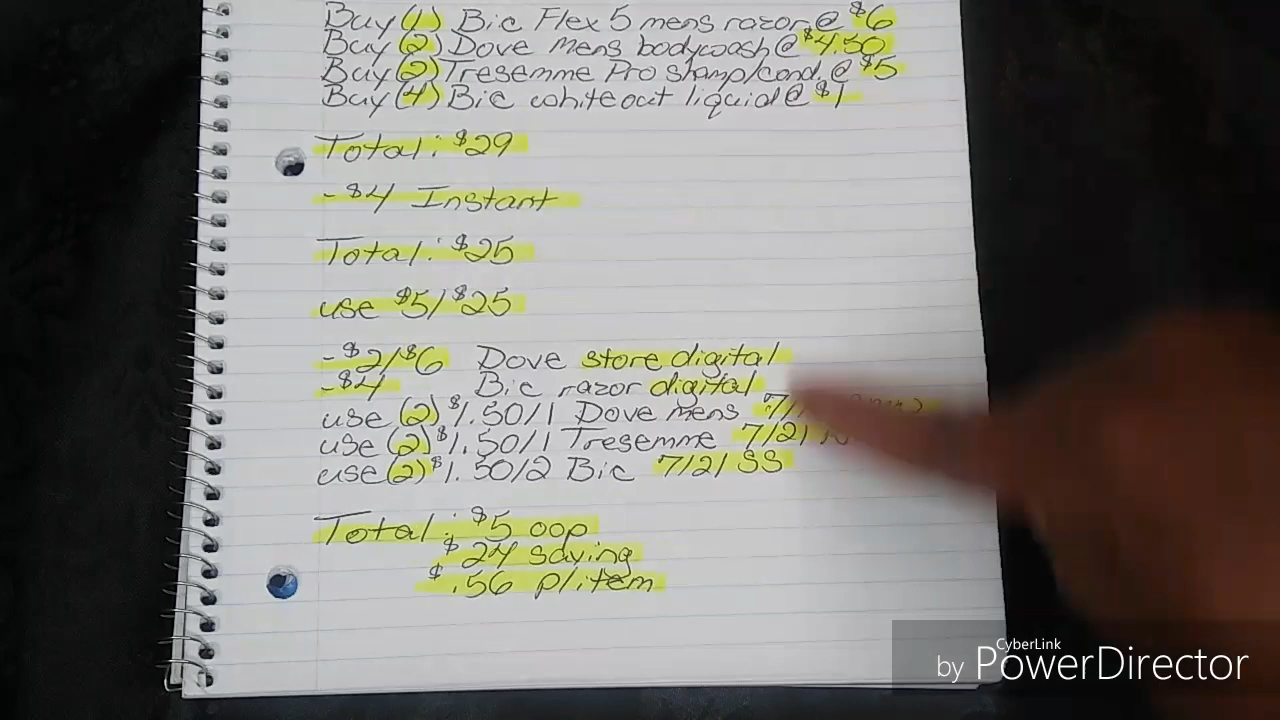 Buy (1) Bic Flex 5 mens razor @ $6
Buy (2) Dove mens bodywash @ $4.50
Buy (2) Tresemme Pro shamp/cond. @ $5
Buy (4) Bic whiteout liquid @ $1
Total: $29
-$4 Instant
Total: $25
use $5/$25
-$2/$6 Dove store digital
-$4 Bic razor digital
use (2) $1.50/1 Dove mens
use (2) $1.50/1 Tresemme 7/21
use (2) $1.50/2 Bic 7/21 SS
Total: $5 oop
$24 saving
$.56 p/item
CyberLink
by PowerDirector